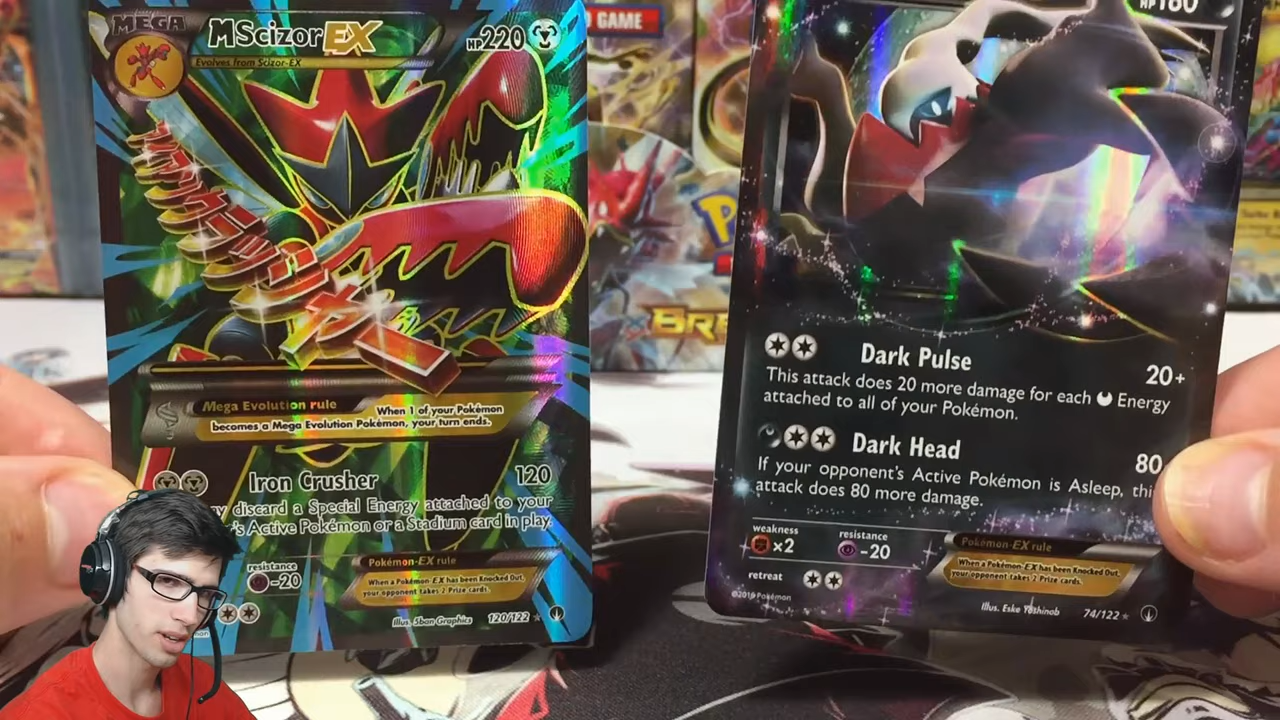 MEGA
MScizorEX
HP220
Evolves from Scizor-EX
Mega Evolution rule
When 1 of your Pokémon
becomes a Mega Evolution Pokémon, your turn ends.
Iron Crusher 120
discard a Special Energy attached to your
's Active Pokémon or a Stadium card in play.
resistance
-20
Pokémon-EX rule
When a Pokémon-EX has been Knocked Out,
your opponent takes 2 Prize cards.
Illus. 5ban Graphics 120/122
GAME
BRE
HP180
Dark Pulse 20+
This attack does 20 more damage for each Energy
attached to all of your Pokémon.
Dark Head 80
If your opponent's Active Pokémon is Asleep, thi
attack does 80 more damage.
weakness
×2
resistance
-20
retreat
Pokémon-EX rule
When a Pokémon-EX has been Knocked Out,
your opponent takes 2 Prize cards.
©2016 Pokémon
Illus. Eske Yoshinob 74/122